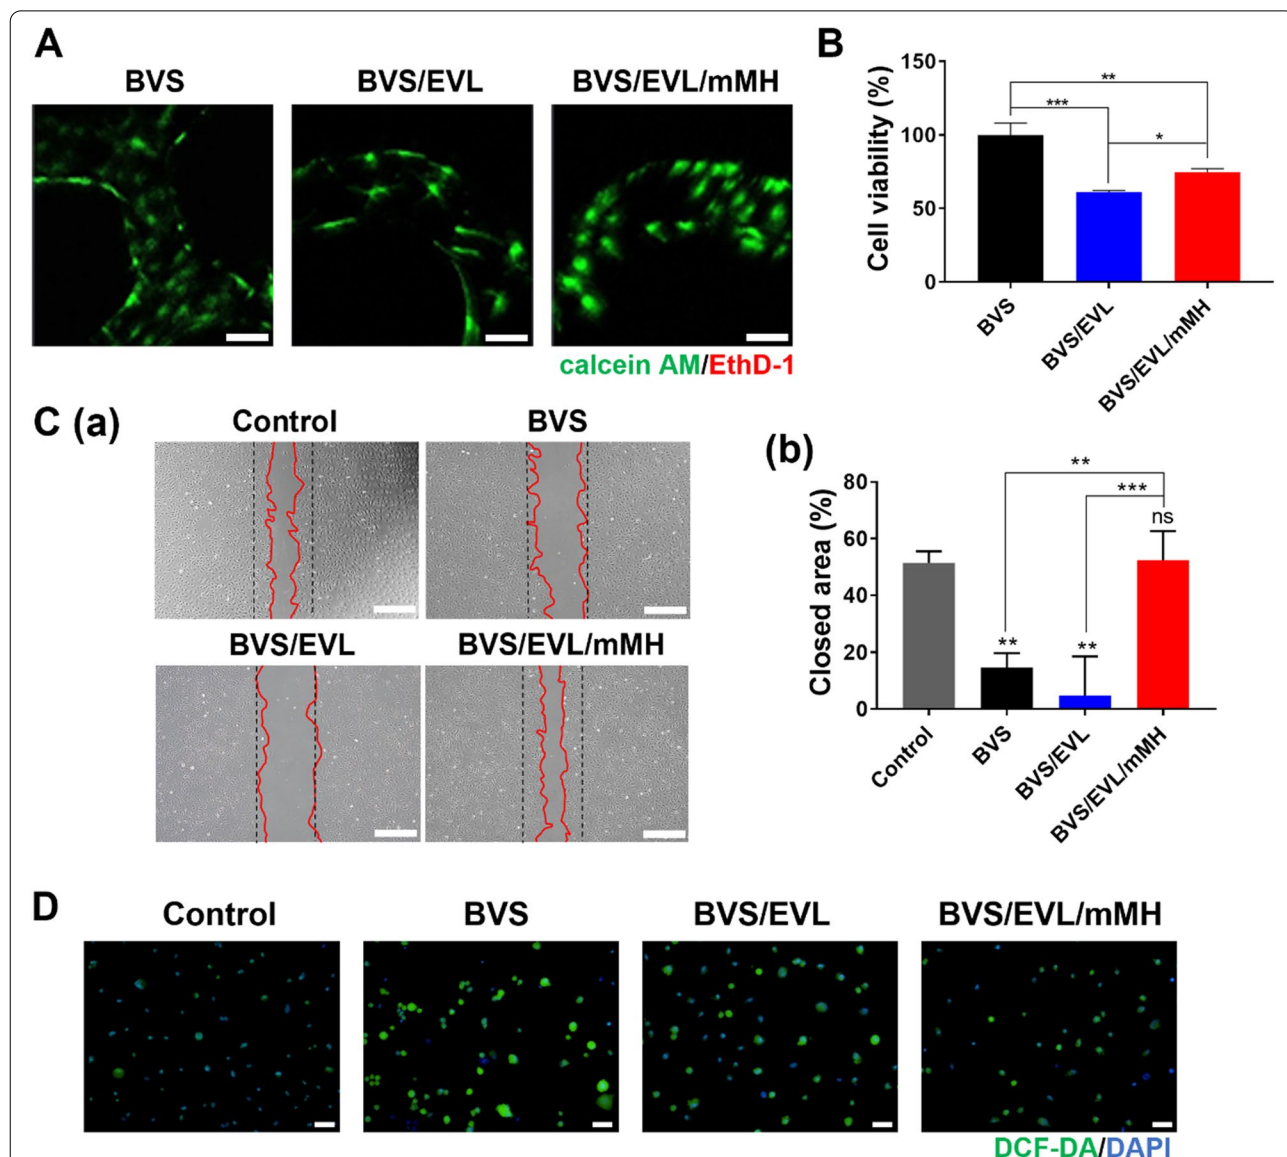 A
BVS
BVS/EVL
BVS/EVL/mMH
calcein AM/EthD-1
B
Cell viability (%)
150
100
50
0
**
***
*
BVS
BVS/EVL
BVS/EVL/mMH
C (a)
Control
BVS
BVS/EVL
BVS/EVL/mMH
(b)
Closed area (%)
80
60
40
20
0
**
***
ns
**
**
Control
BVS
BVS/EVL
BVS/EVL/mMH
D
Control
BVS
BVS/EVL
BVS/EVL/mMH
DCF-DA/DAPI